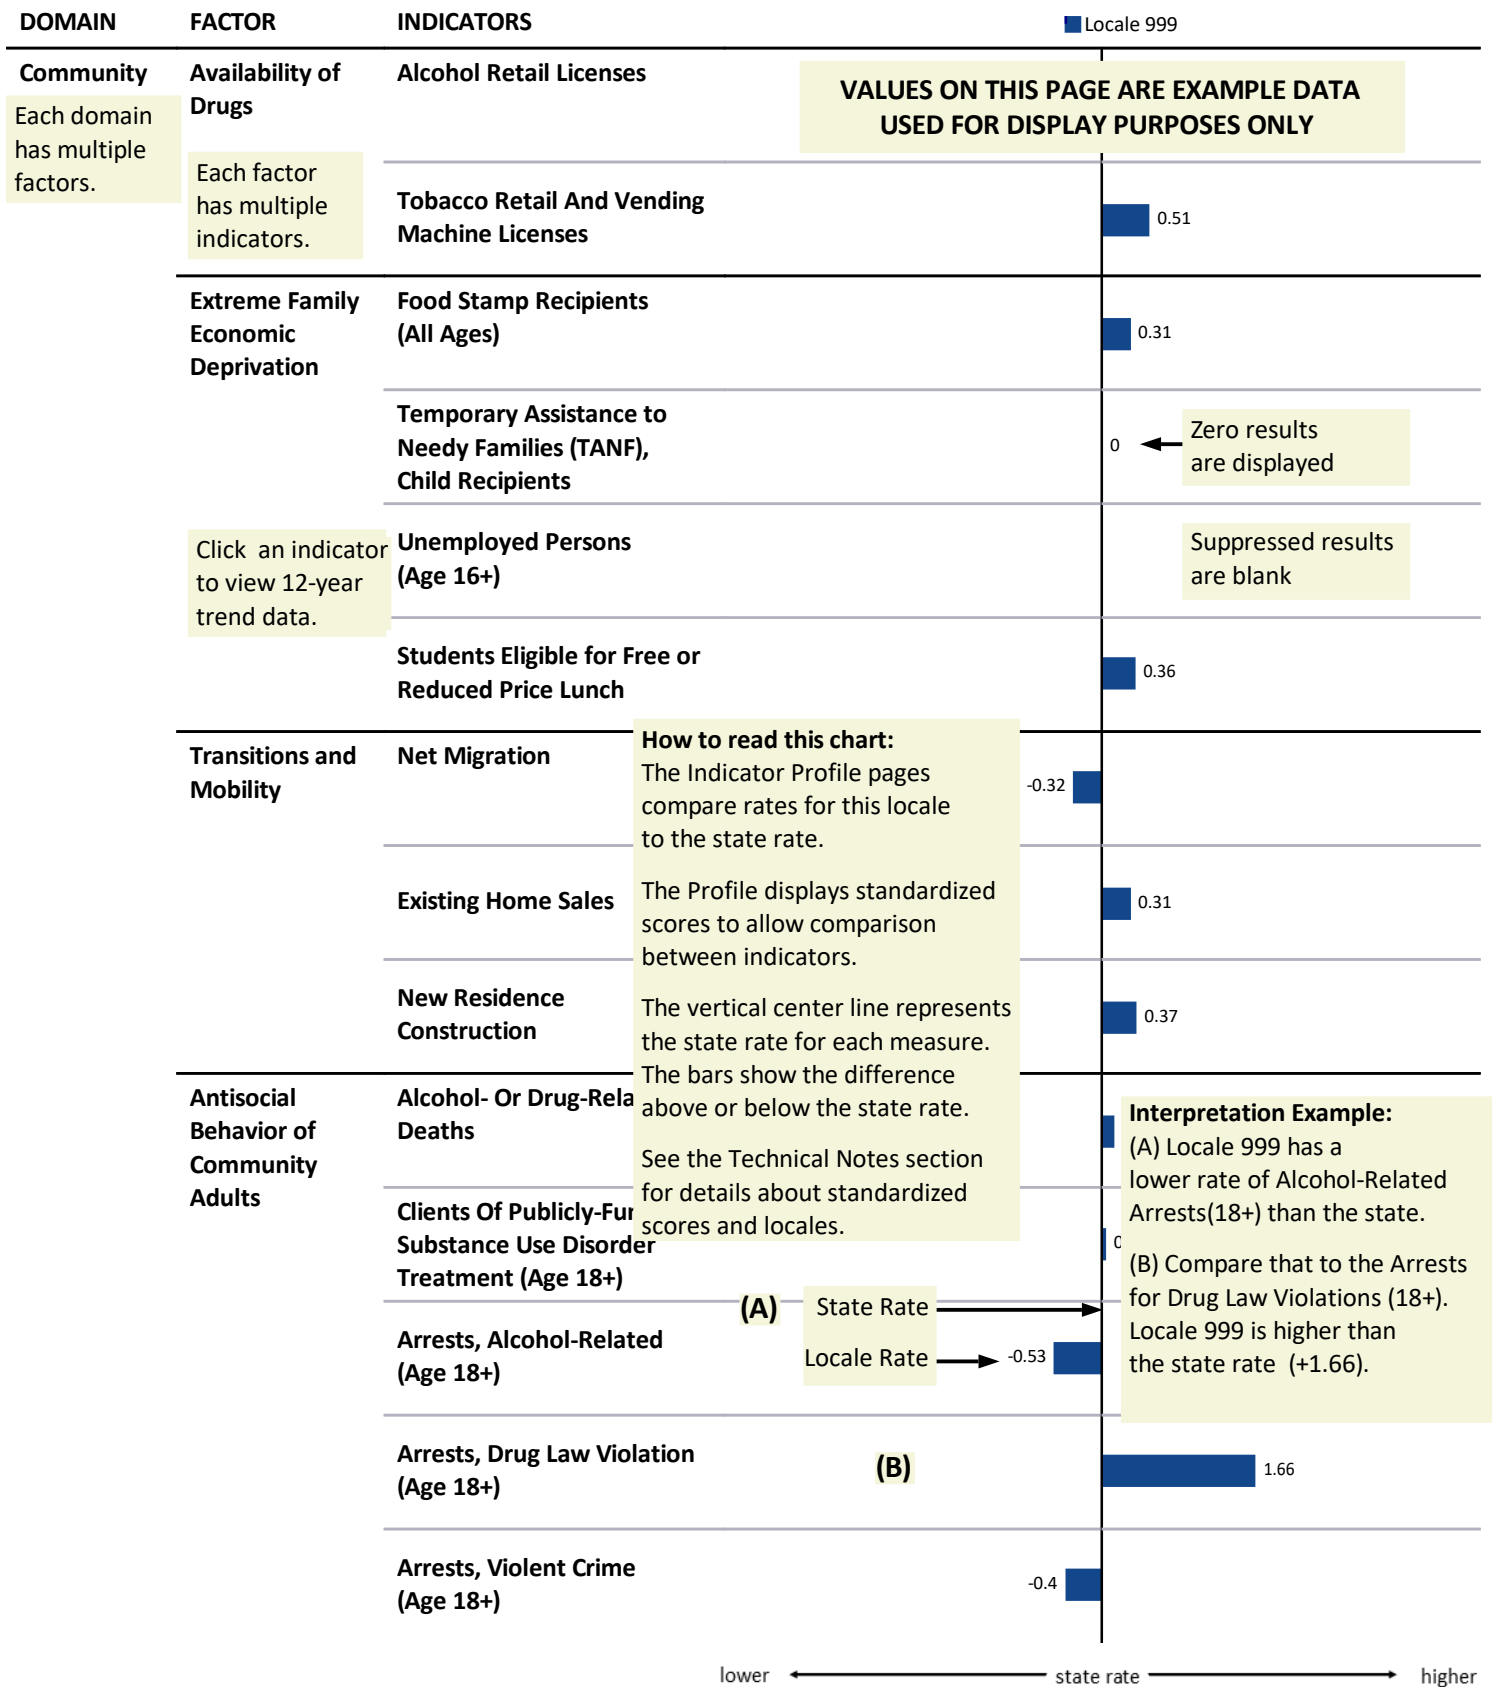 DOMAIN FACTOR INDICATORS Locale 999
Community
Each domain
has multiple
factors.
Availability of
Drugs
Each factor
has multiple
indicators.
Alcohol Retail Licenses
VALUES ON THIS PAGE ARE EXAMPLE DATA
USED FOR DISPLAY PURPOSES ONLY
Tobacco Retail And Vending
Machine Licenses
0.51
Extreme Family
Economic
Deprivation
Food Stamp Recipients
(All Ages)
0.31
Temporary Assistance to
Needy Families (TANF),
Child Recipients
0
Zero results
are displayed
Click an indicator
to view 12-year
trend data.
Unemployed Persons
(Age 16+)
Suppressed results
are blank
Students Eligible for Free or
Reduced Price Lunch
0.36
Transitions and
Mobility
Net Migration
-0.32
How to read this chart:
The Indicator Profile pages
compare rates for this locale
to the state rate.
The Profile displays standardized
scores to allow comparison
between indicators.
The vertical center line represents
the state rate for each measure.
The bars show the difference
above or below the state rate.
See the Technical Notes section
for details about standardized
scores and locales.
Existing Home Sales
0.31
New Residence
Construction
0.37
Antisocial
Behavior of
Community
Adults
Alcohol- Or Drug-Rela
Deaths
Interpretation Example:
(A) Locale 999 has a
lower rate of Alcohol-Related
Arrests(18+) than the state.
(B) Compare that to the Arrests
for Drug Law Violations (18+).
Locale 999 is higher than
the state rate (+1.66).
Clients Of Publicly-Fu
Substance Use Disorder
Treatment (Age 18+)
(A) State Rate
Locale Rate
Arrests, Alcohol-Related
(Age 18+)
-0.53
Arrests, Drug Law Violation
(Age 18+)
(B)
1.66
Arrests, Violent Crime
(Age 18+)
-0.4
lower state rate higher